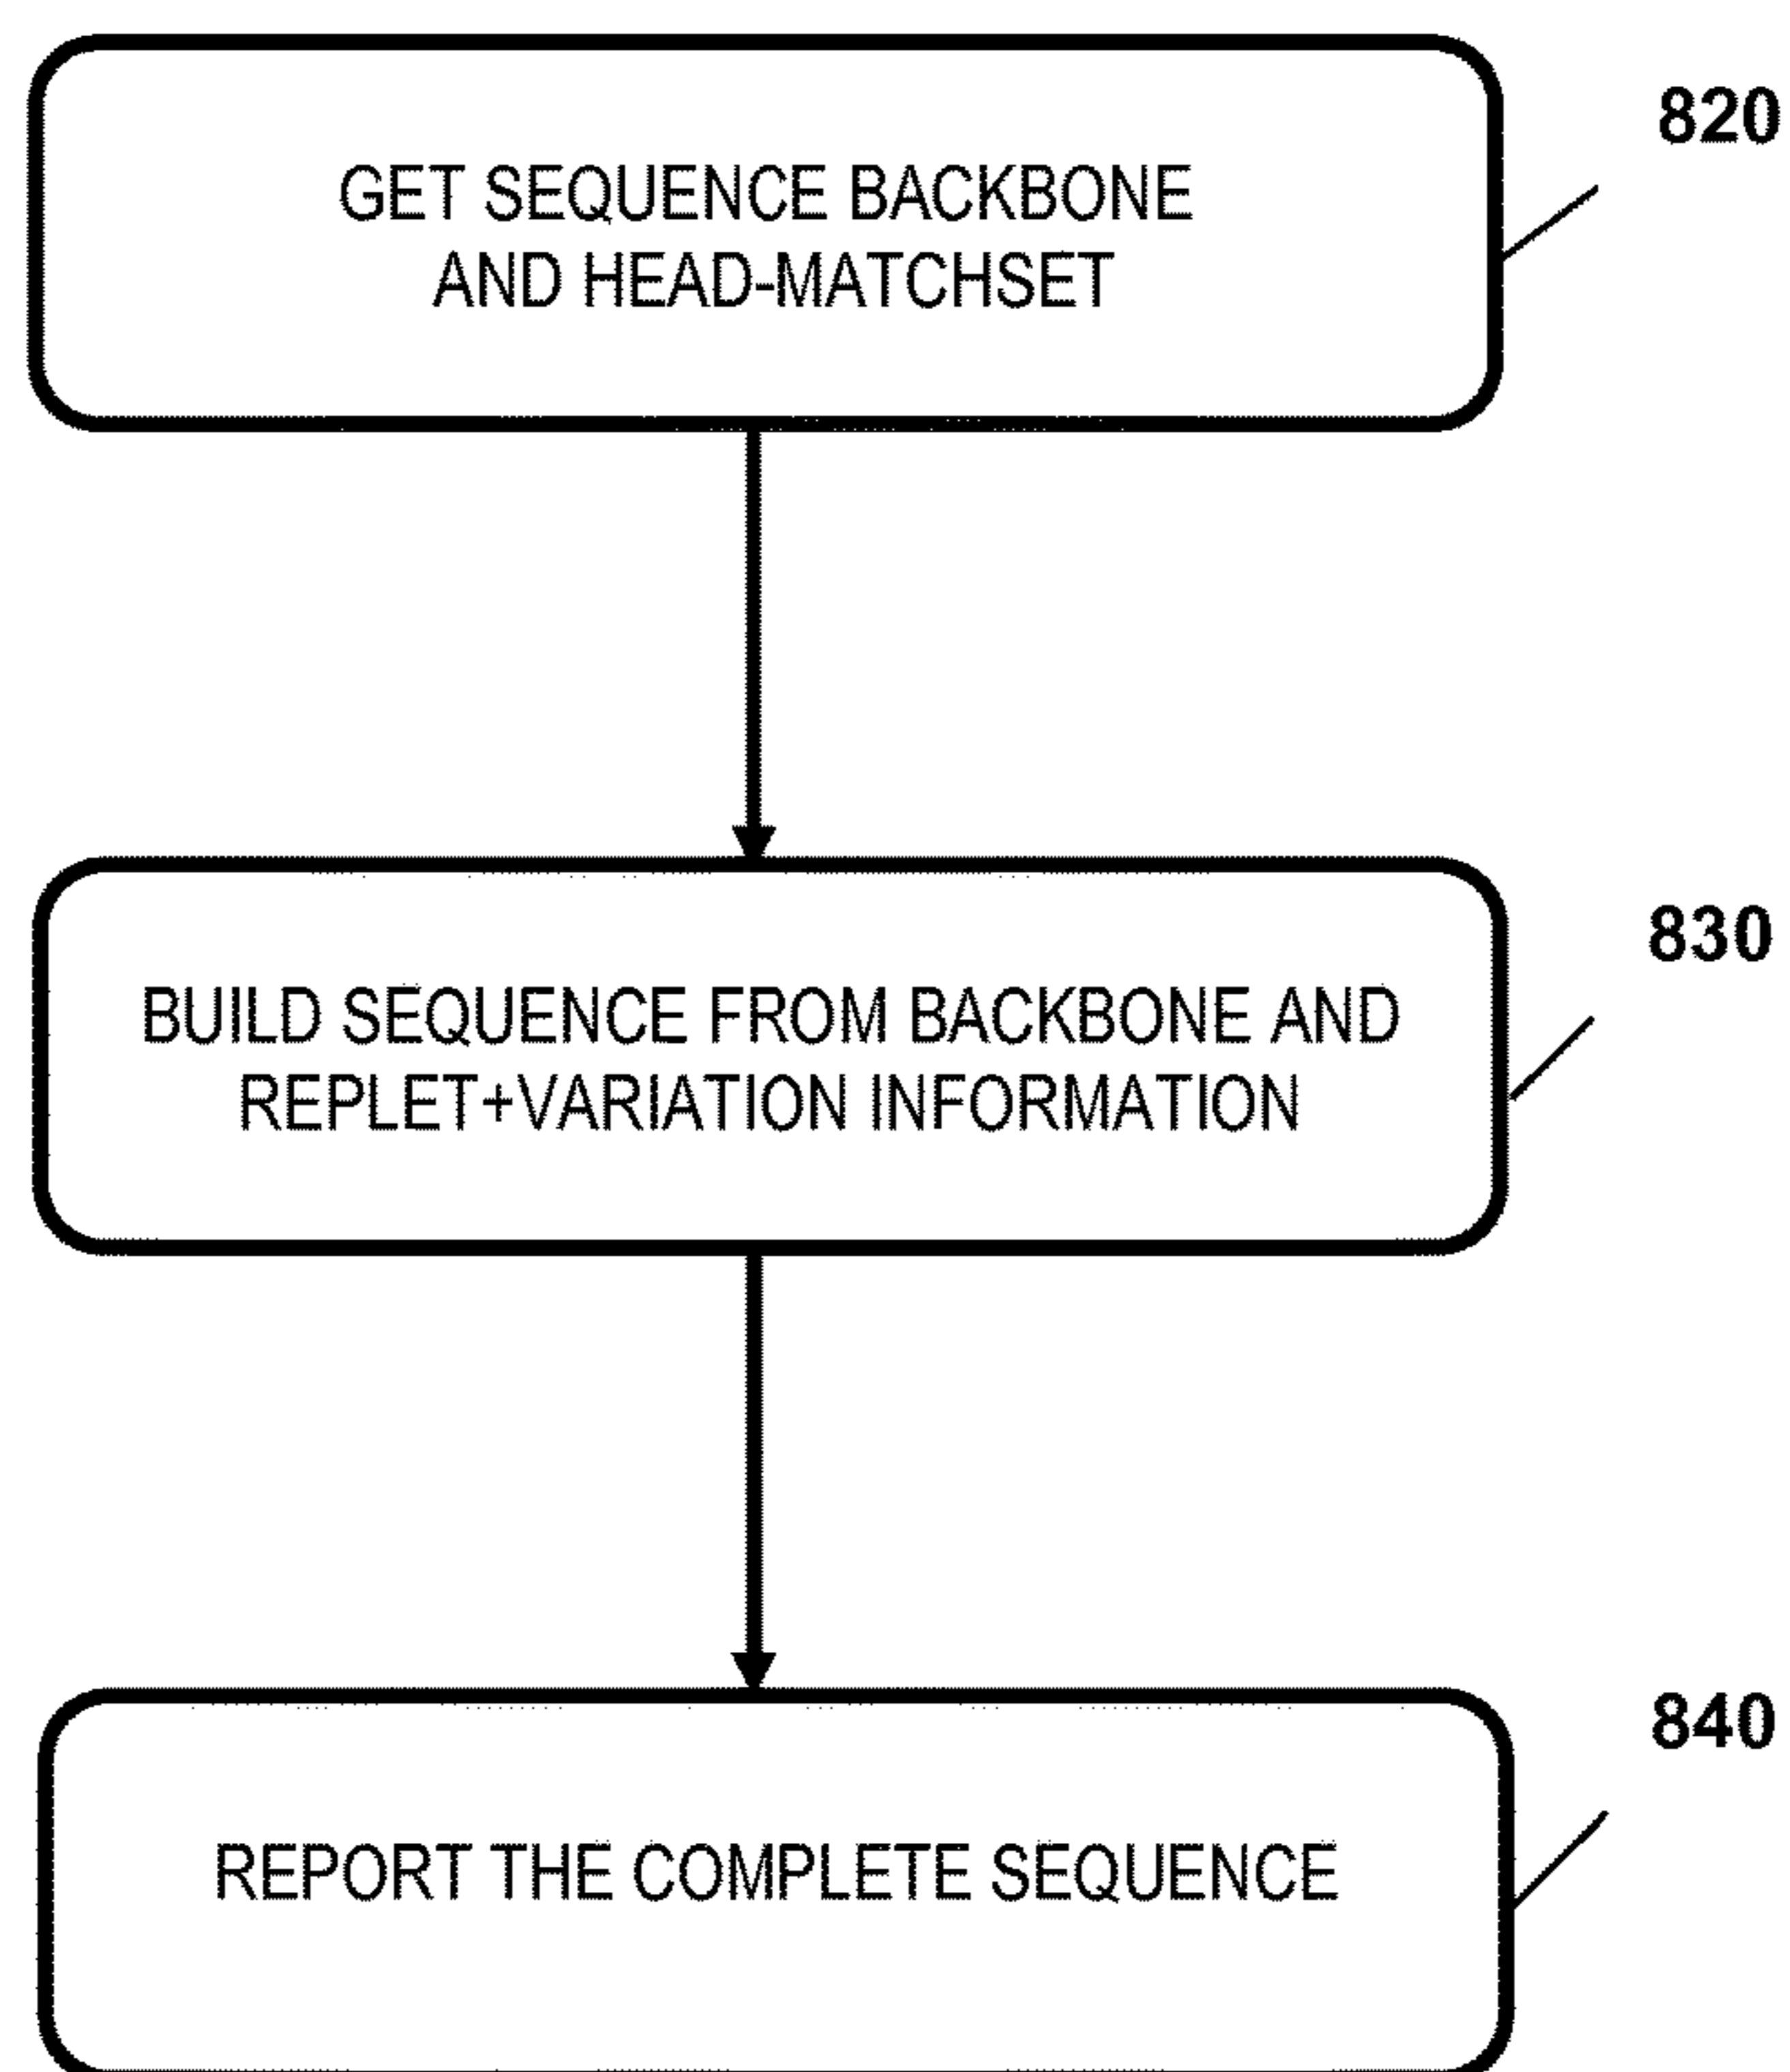 820
GET SEQUENCE BACKBONE
AND HEAD-MATCHSET
830
BUILD SEQUENCE FROM BACKBONE AND
REPLET+VARIATION INFORMATION
840
REPORT THE COMPLETE SEQUENCE